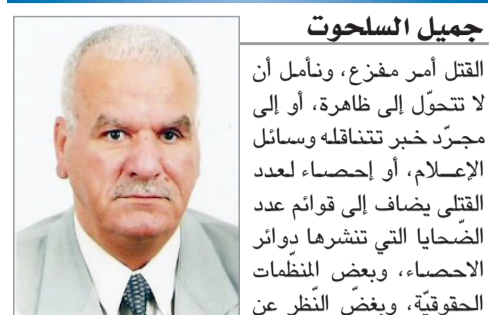 جميل السلحوت
القتل أمر مفزع، ونأمل أن
لا تتحوّل إلى ظاهرة، أو إلى
مجرّد خبر تتناقله وسائل
الإعلام، أو إحصاء لعدد
القتلى يضاف إلى قوائم عدد
الضّحايا التي تنشرها دوائر
الاحصاء، وبعض المنظّمات
الحقوقيّة، وبغضّ النّظر عن